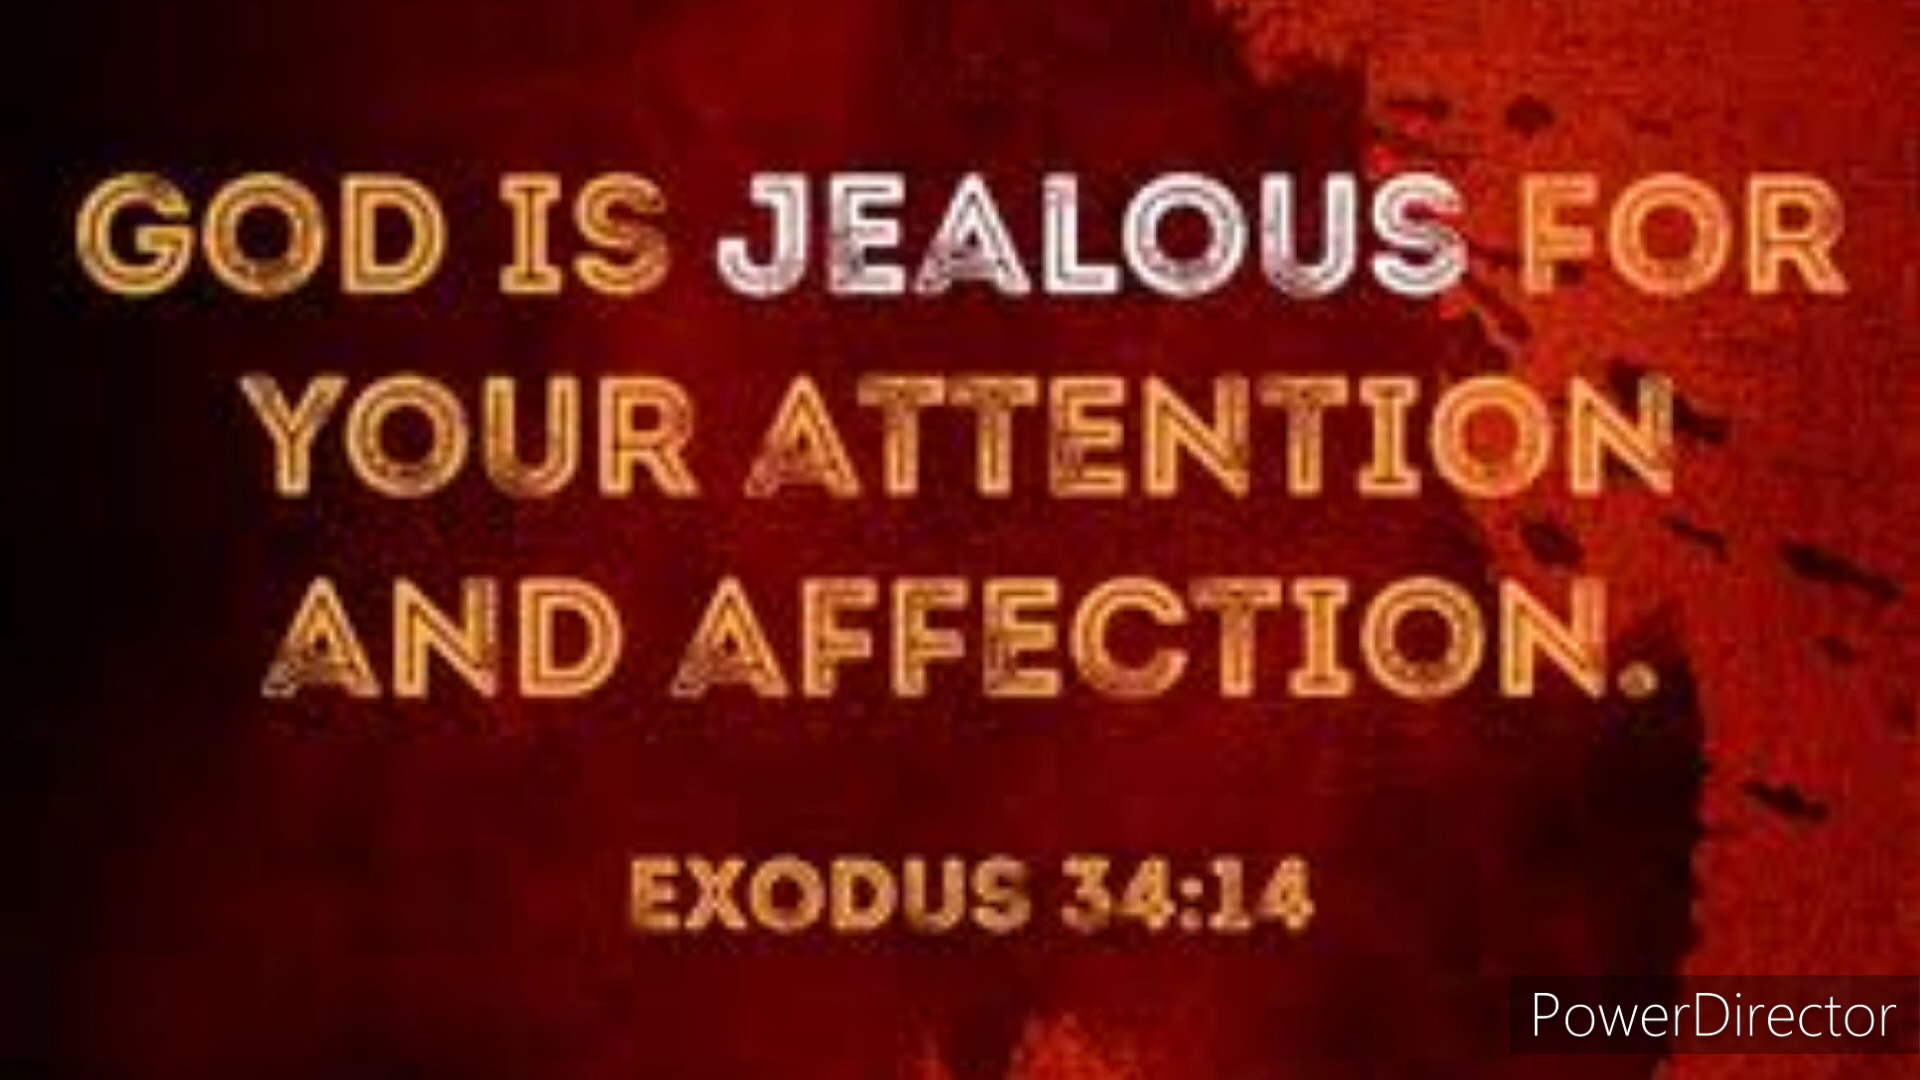 GOD IS JEALOUS FOR
YOUR ATTENTION
AND AFFECTION.
EXODUS 34:14
PowerDirector